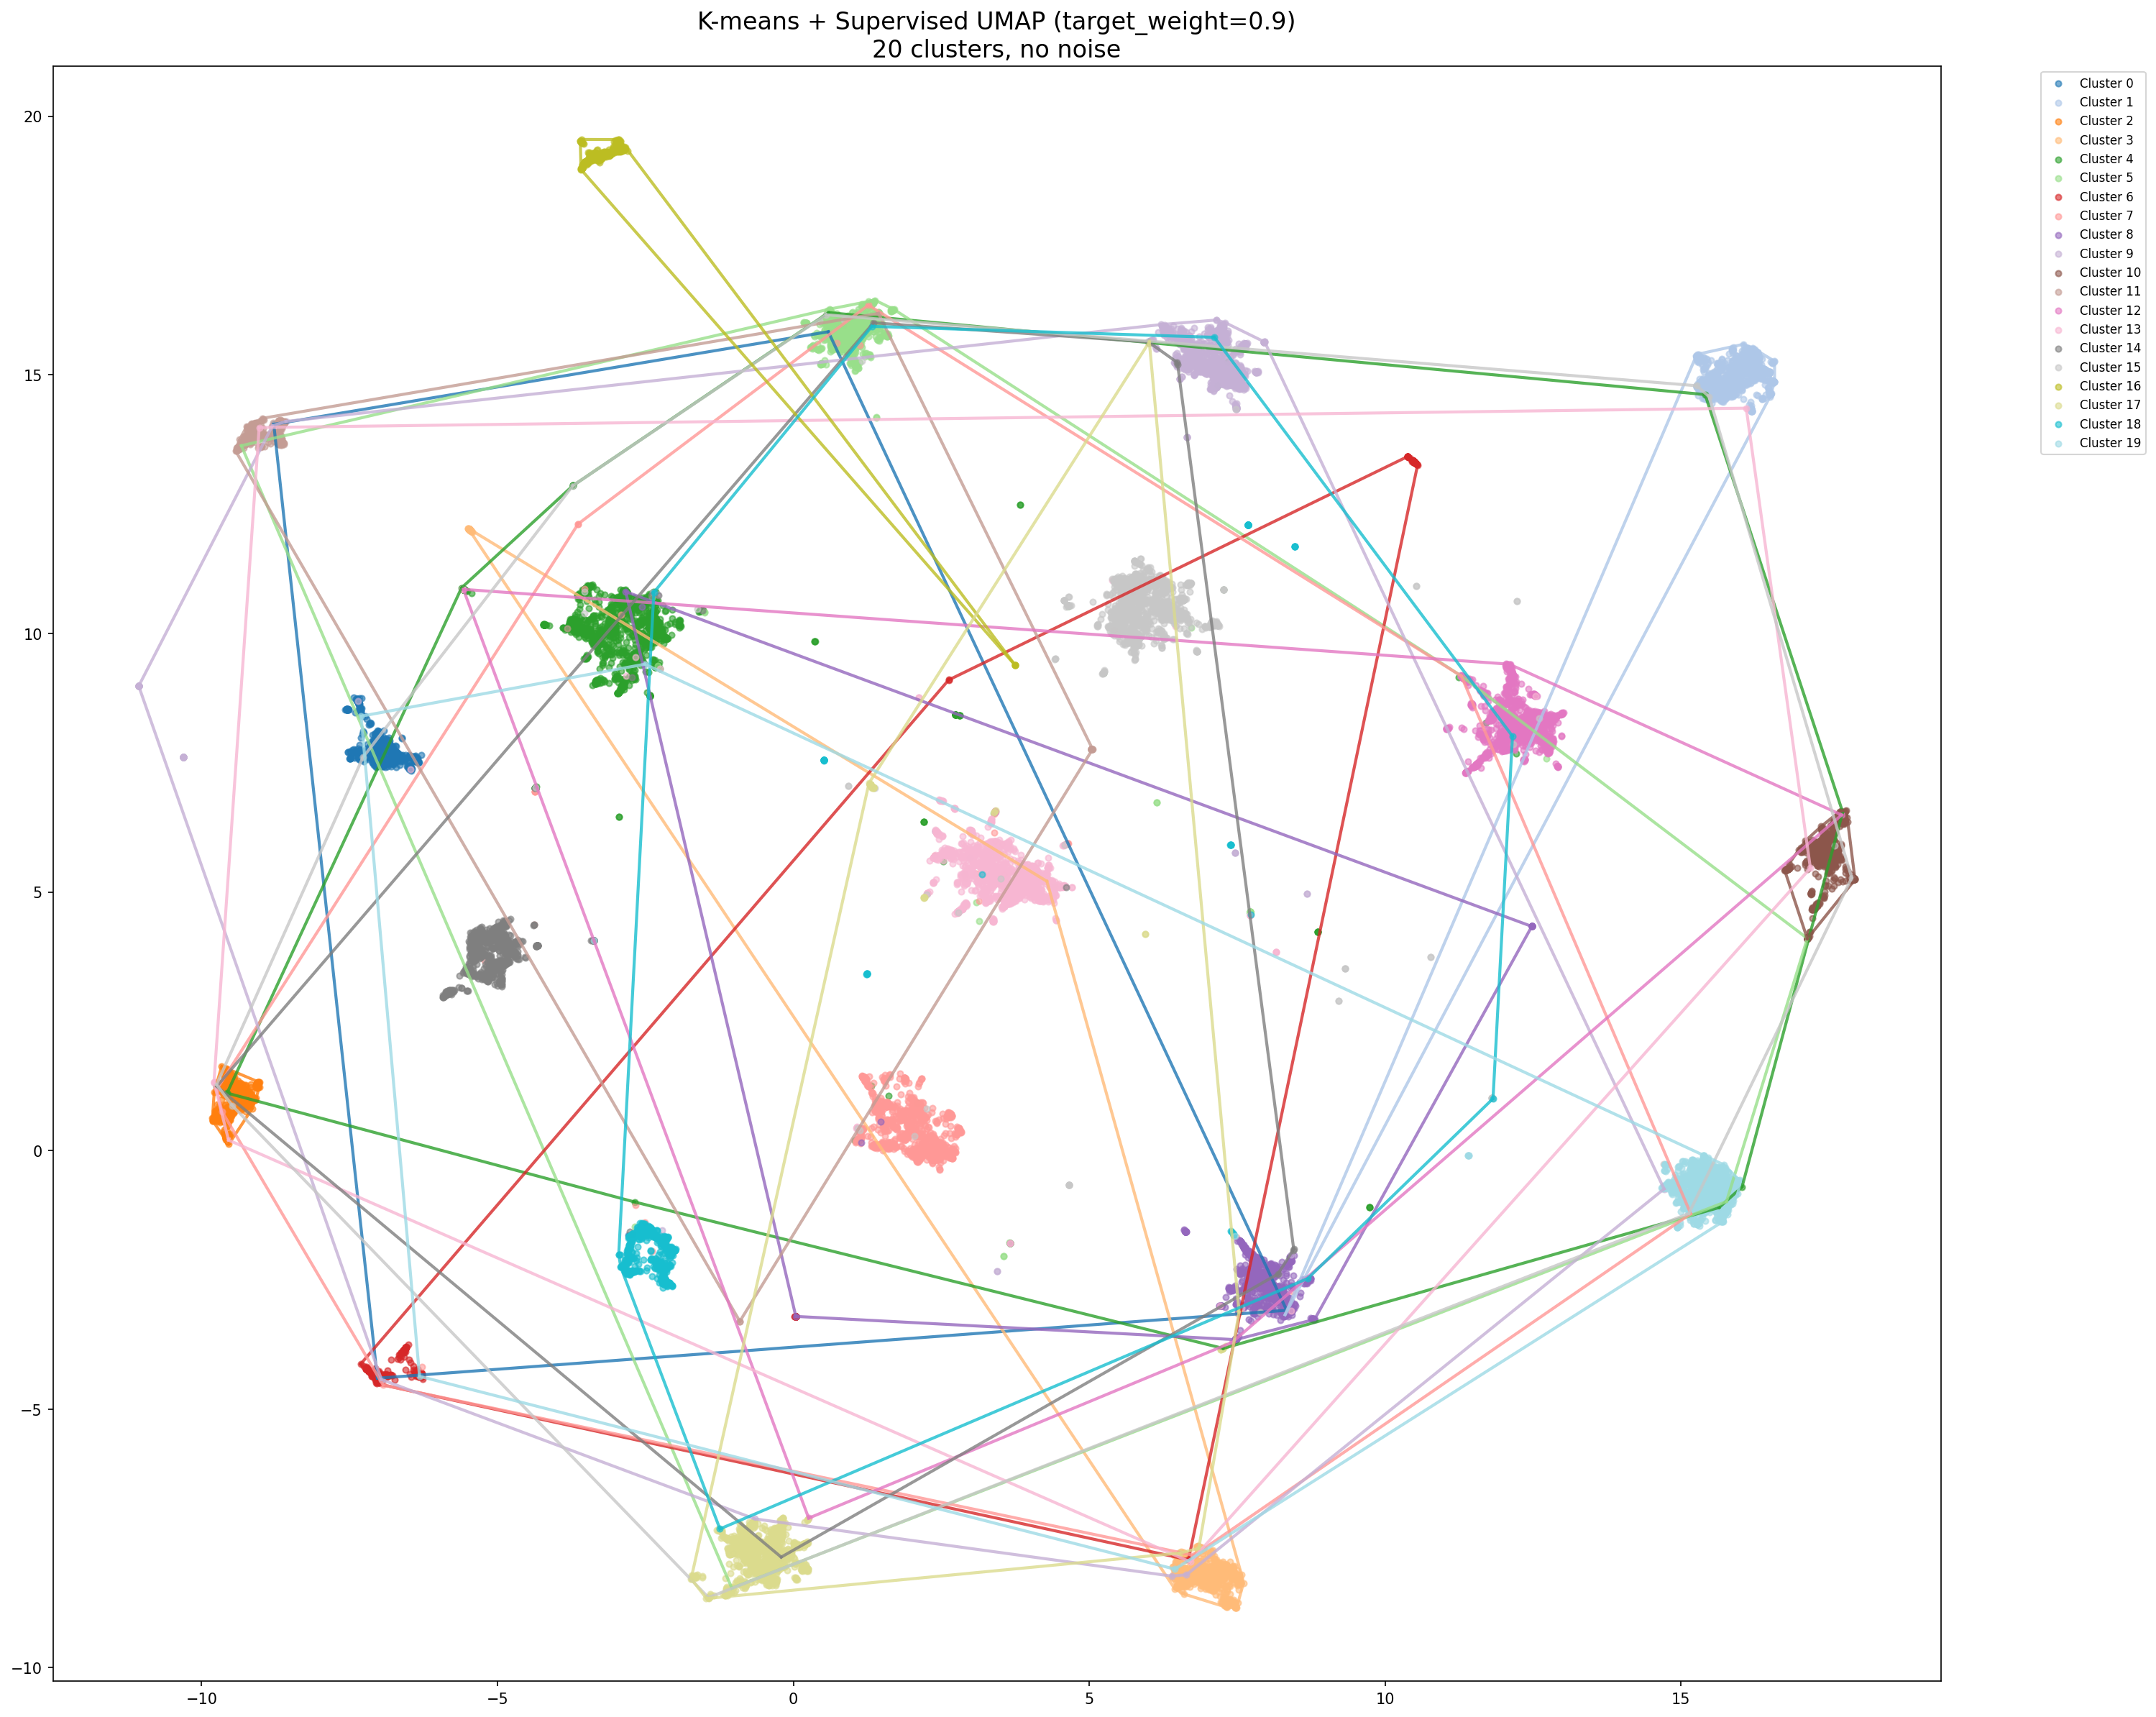 K-means + Supervised UMAP (target_weight=0.9)
20 clusters, no noise
20
15
10
5
0
−5
−10
−10
−5
0
5
10
15
Cluster 0
Cluster 1
Cluster 2
Cluster 3
Cluster 4
Cluster 5
Cluster 6
Cluster 7
Cluster 8
Cluster 9
Cluster 10
Cluster 11
Cluster 12
Cluster 13
Cluster 14
Cluster 15
Cluster 16
Cluster 17
Cluster 18
Cluster 19